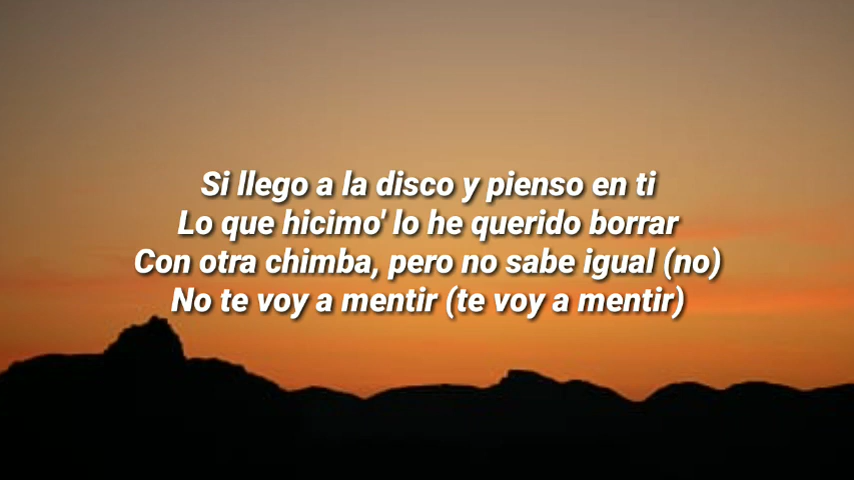 Si llego a la disco y pienso en ti
Lo que hicimo' lo he querido borrar
Con otra chimba, pero no sabe igual (no)
No te voy a mentir (te voy a mentir)